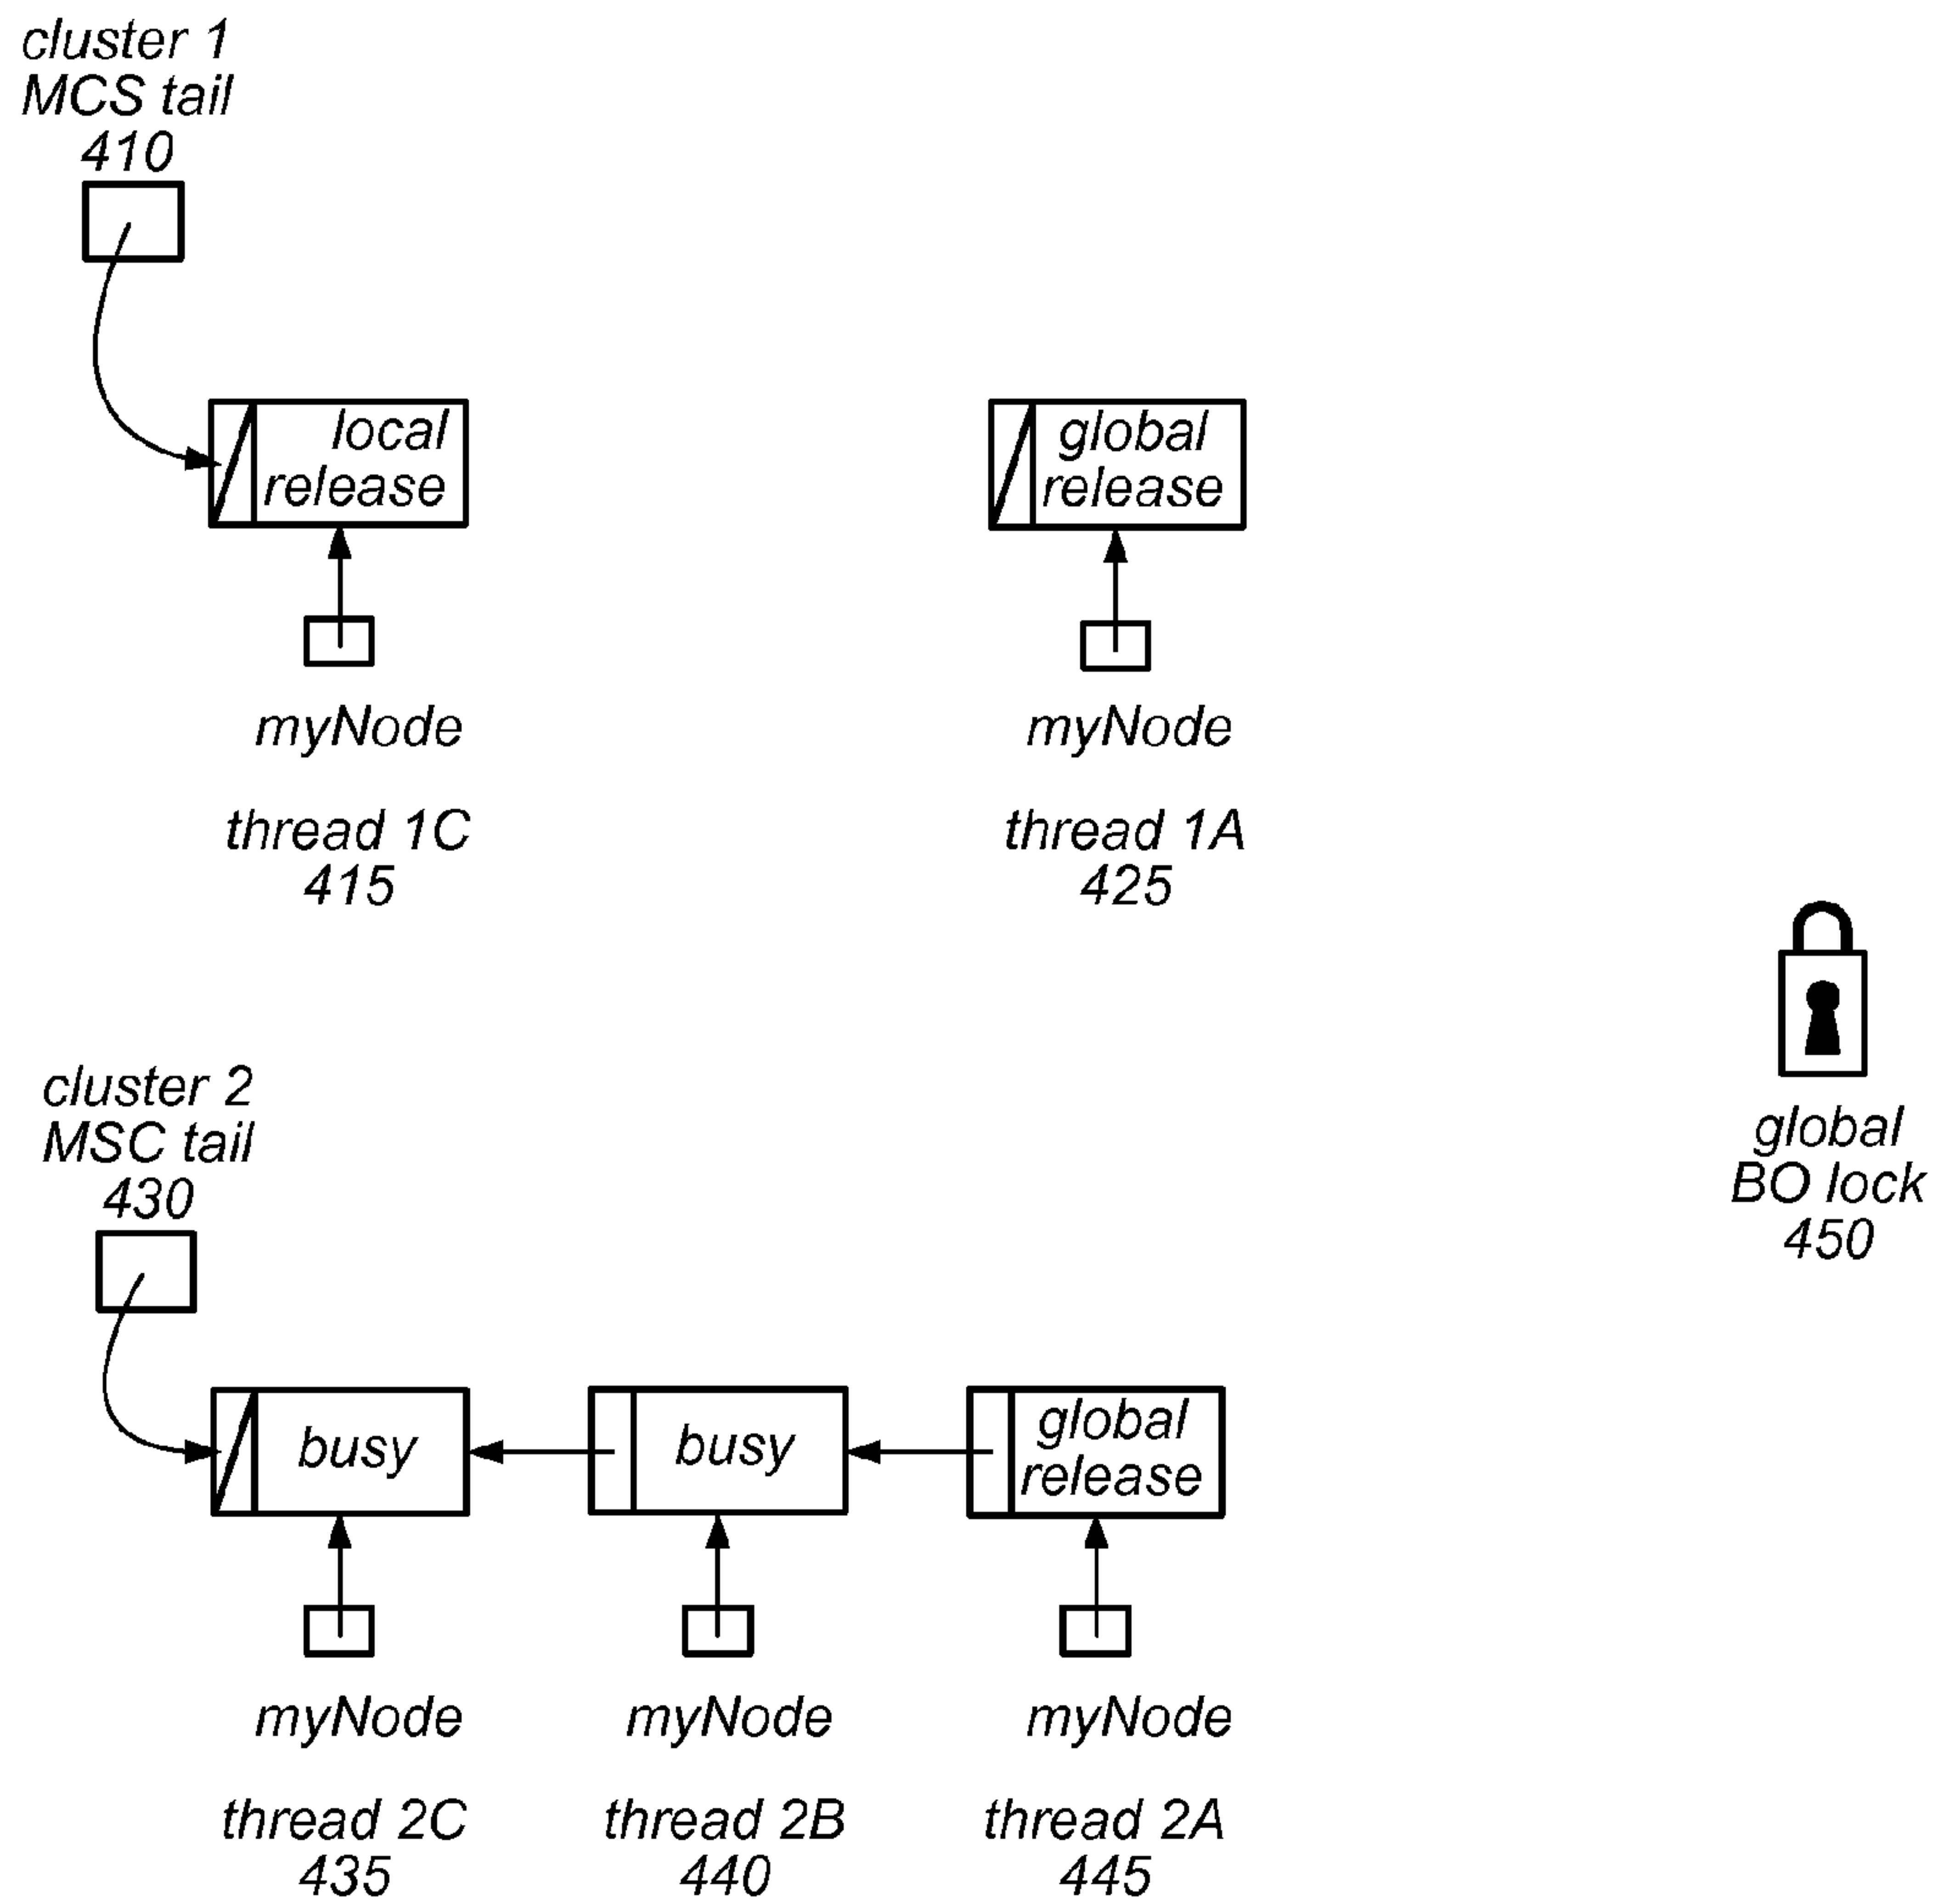 cluster 1
MCS tail
410
local
release
global
release
myNode
myNode
thread 1C
415
thread 1A
425
cluster 2
MSC tail
430
global
BO lock
450
busy
busy
global
release
myNode
myNode
myNode
thread 2C
435
thread 2B
440
thread 2A
445